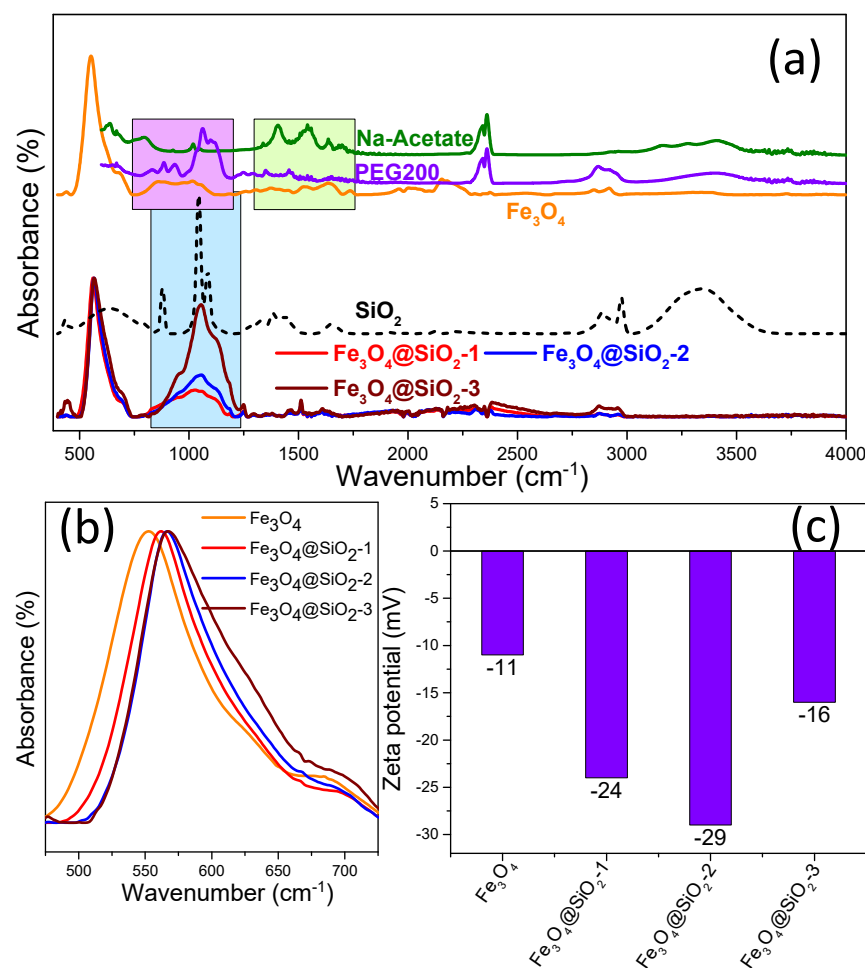 (a)
Absorbance (%)
Na-Acetate
PEG200
Fe₃O₄
SiO₂
Fe₃O₄@SiO₂-1
Fe₃O₄@SiO₂-2
Fe₃O₄@SiO₂-3
500 1000 1500 2000 2500 3000 3500 4000
Wavenumber (cm⁻¹)
(b)
Absorbance (%)
Fe₃O₄
Fe₃O₄@SiO₂-1
Fe₃O₄@SiO₂-2
Fe₃O₄@SiO₂-3
500 550 600 650 700
Wavenumber (cm⁻¹)
(c)
Zeta potential (mV)
5
0
-5
-10
-15
-20
-25
-30
-11
-24
-29
-16
Fe₃O₄
Fe₃O₄@SiO₂-1
Fe₃O₄@SiO₂-2
Fe₃O₄@SiO₂-3